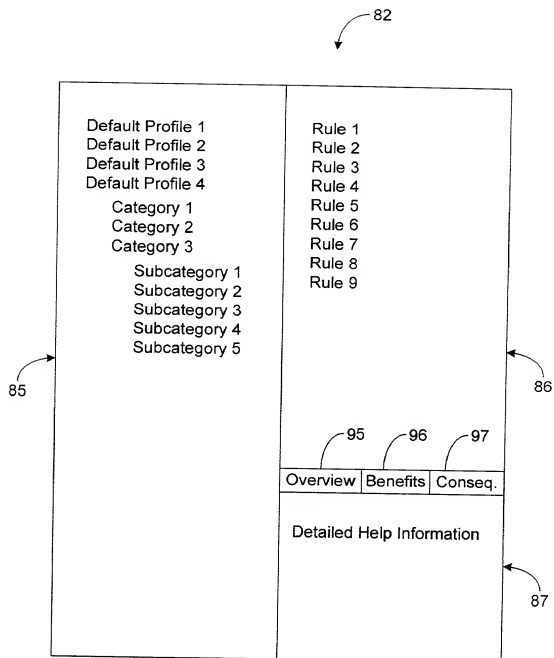 82
Default Profile 1
Default Profile 2
Default Profile 3
Default Profile 4
Category 1
Category 2
Category 3
Subcategory 1
Subcategory 2
Subcategory 3
Subcategory 4
Subcategory 5
85
Rule 1
Rule 2
Rule 3
Rule 4
Rule 5
Rule 6
Rule 7
Rule 8
Rule 9
86
95 96 97
Overview Benefits Conseq.
Detailed Help Information
87